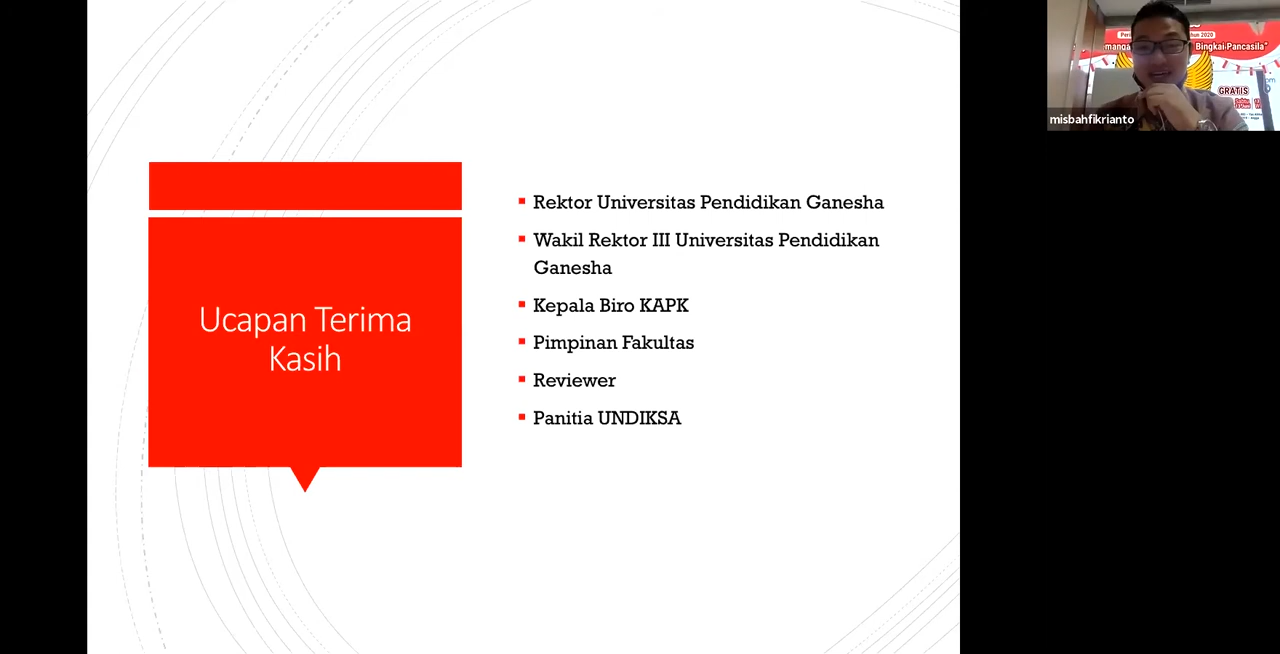 Ucapan Terima
Kasih
Rektor Universitas Pendidikan Ganesha
Wakil Rektor III Universitas Pendidikan
Ganesha
Kepala Biro KAPK
Pimpinan Fakultas
Reviewer
Panitia UNDIKSA
Bingkai Pancasila"
GRATIS
misbahfikrianto